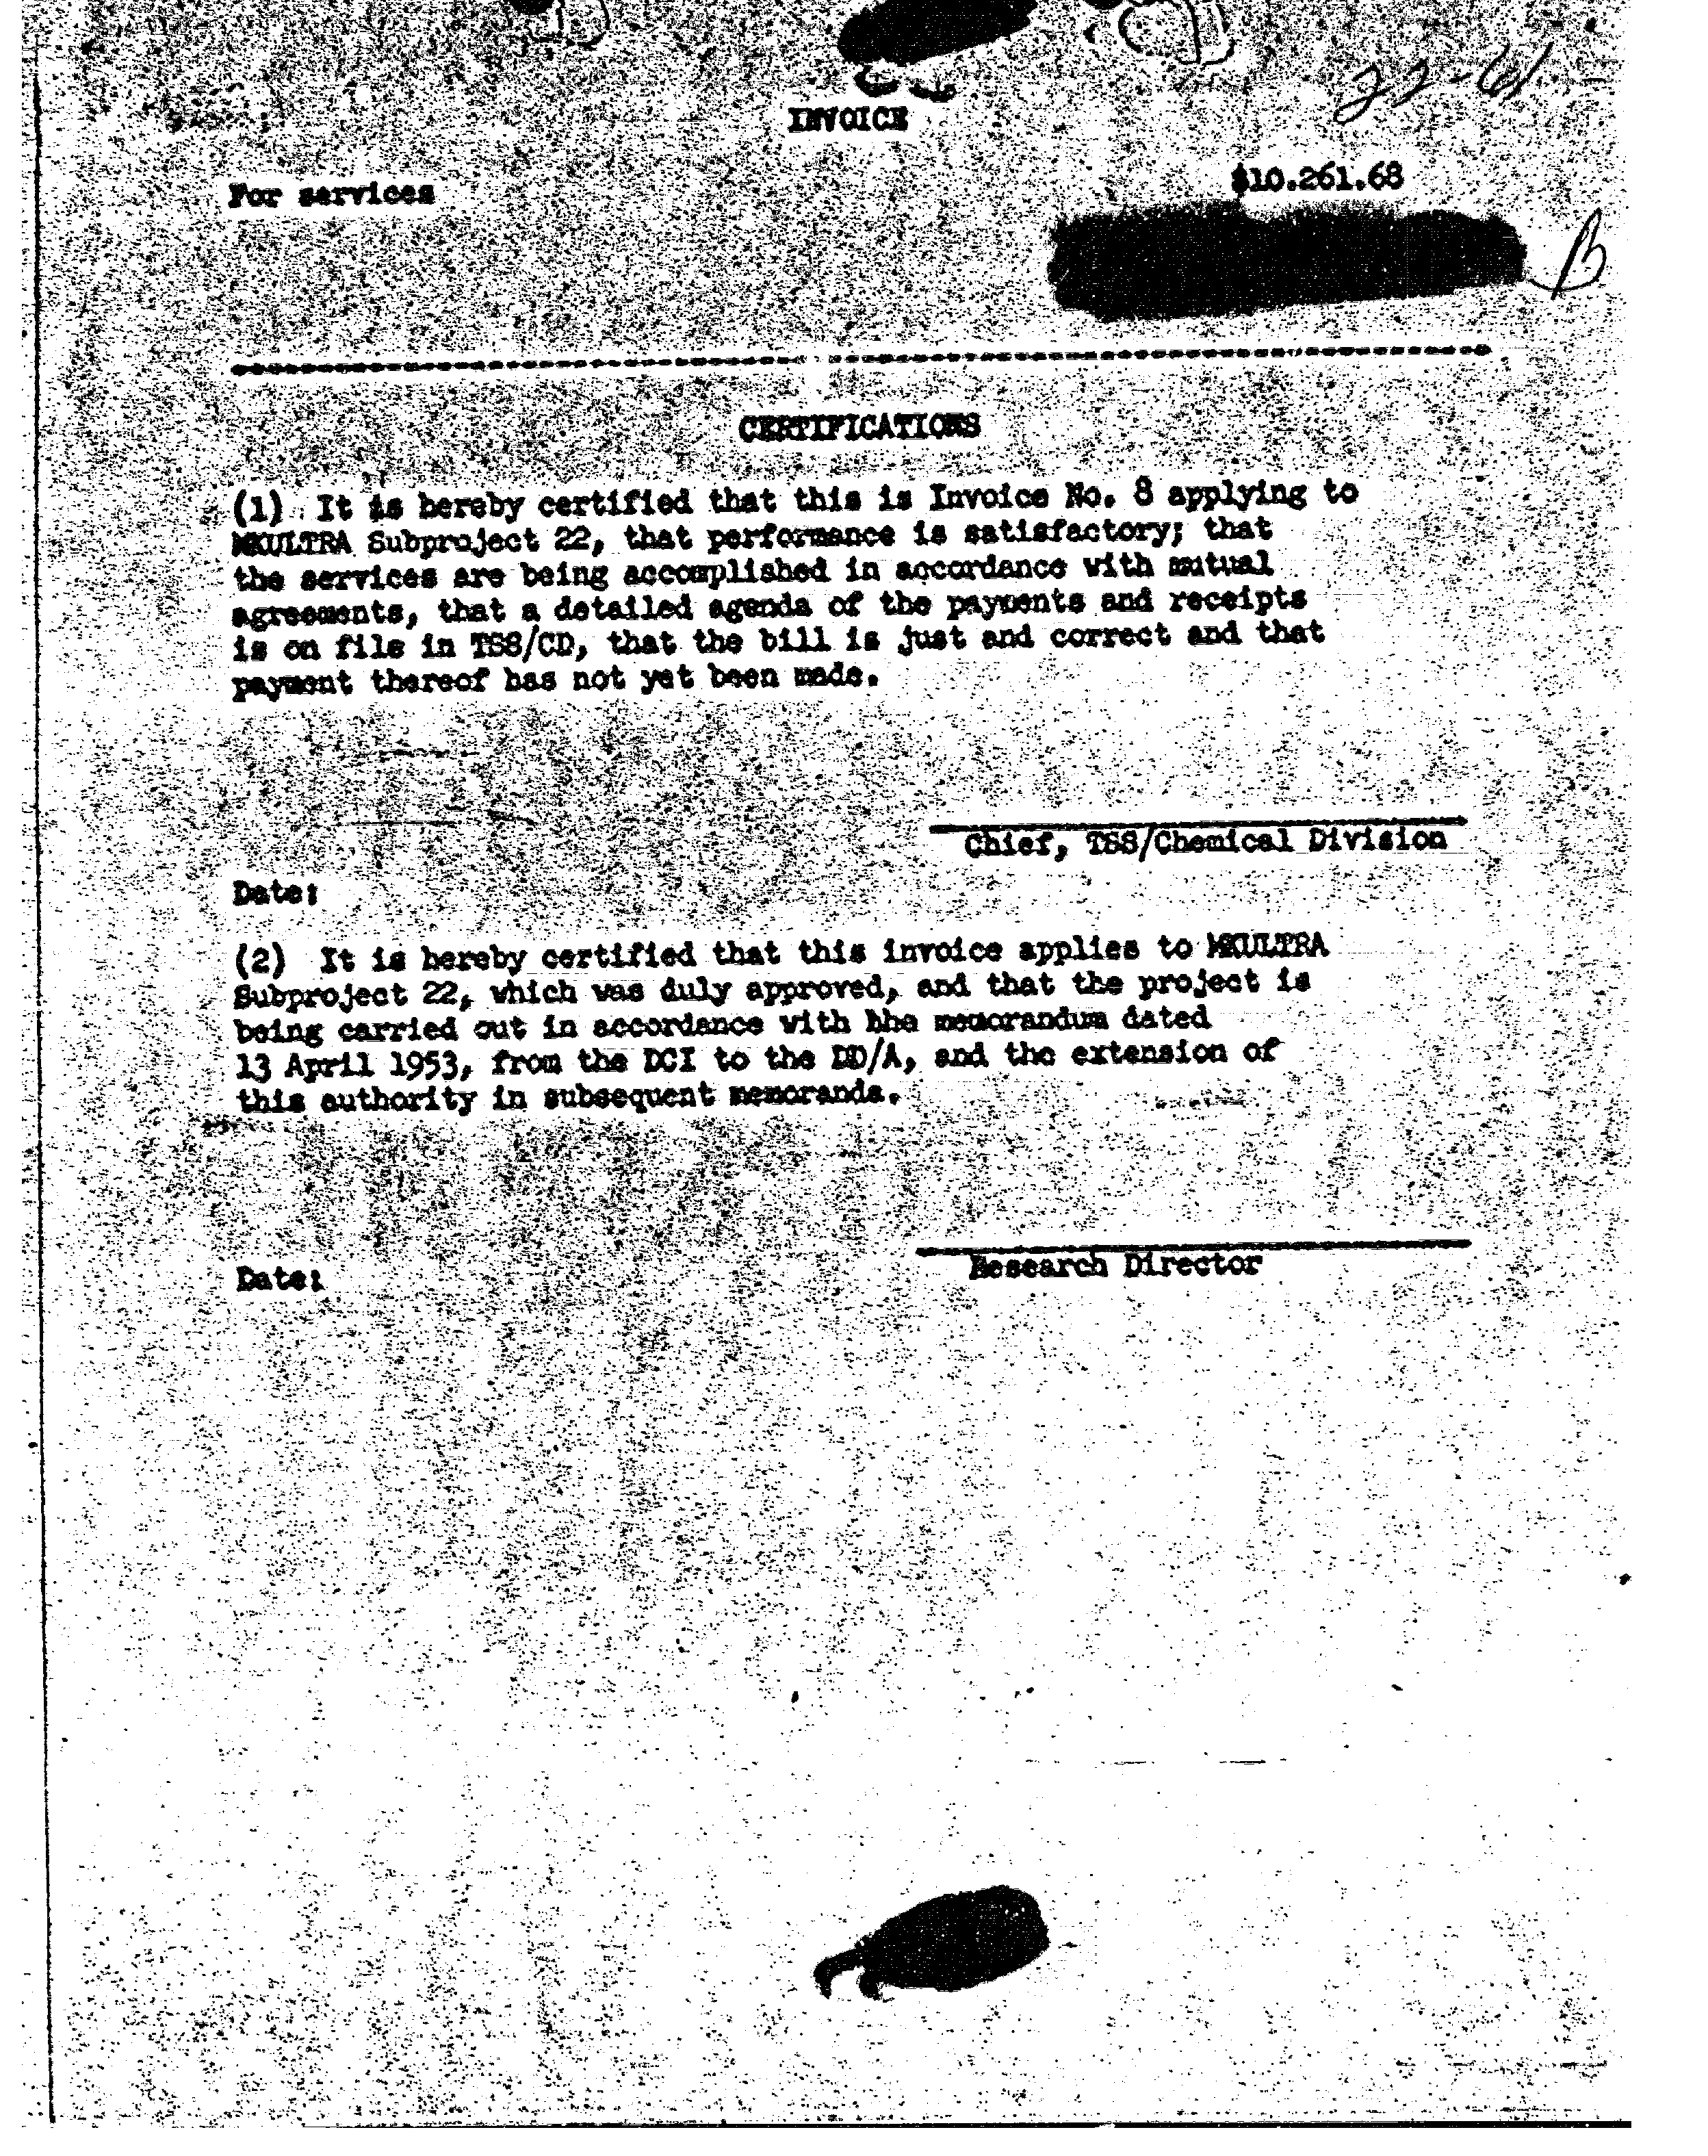 22-61
INVOICE
For services
$10.261.68
B
CERTIFICATIONS
(1) It is hereby certified that this is Invoice No. 8 applying to
MKULTRA Subproject 22, that performance is satisfactory; that
the services are being accomplished in accordance with mutual
agreements, that a detailed agenda of the payments and receipts
is on file in TSS/CD, that the bill is just and correct and that
payment thereof has not yet been made.
Chief, TSS/Chemical Division
Date:
(2) It is hereby certified that this invoice applies to MKULTRA
Subproject 22, which was duly approved, and that the project is
being carried out in accordance with bhe memorandum dated
13 April 1953, from the DCI to the DD/A, and the extension of
this authority in subsequent memoranda.
Research Director
Date: